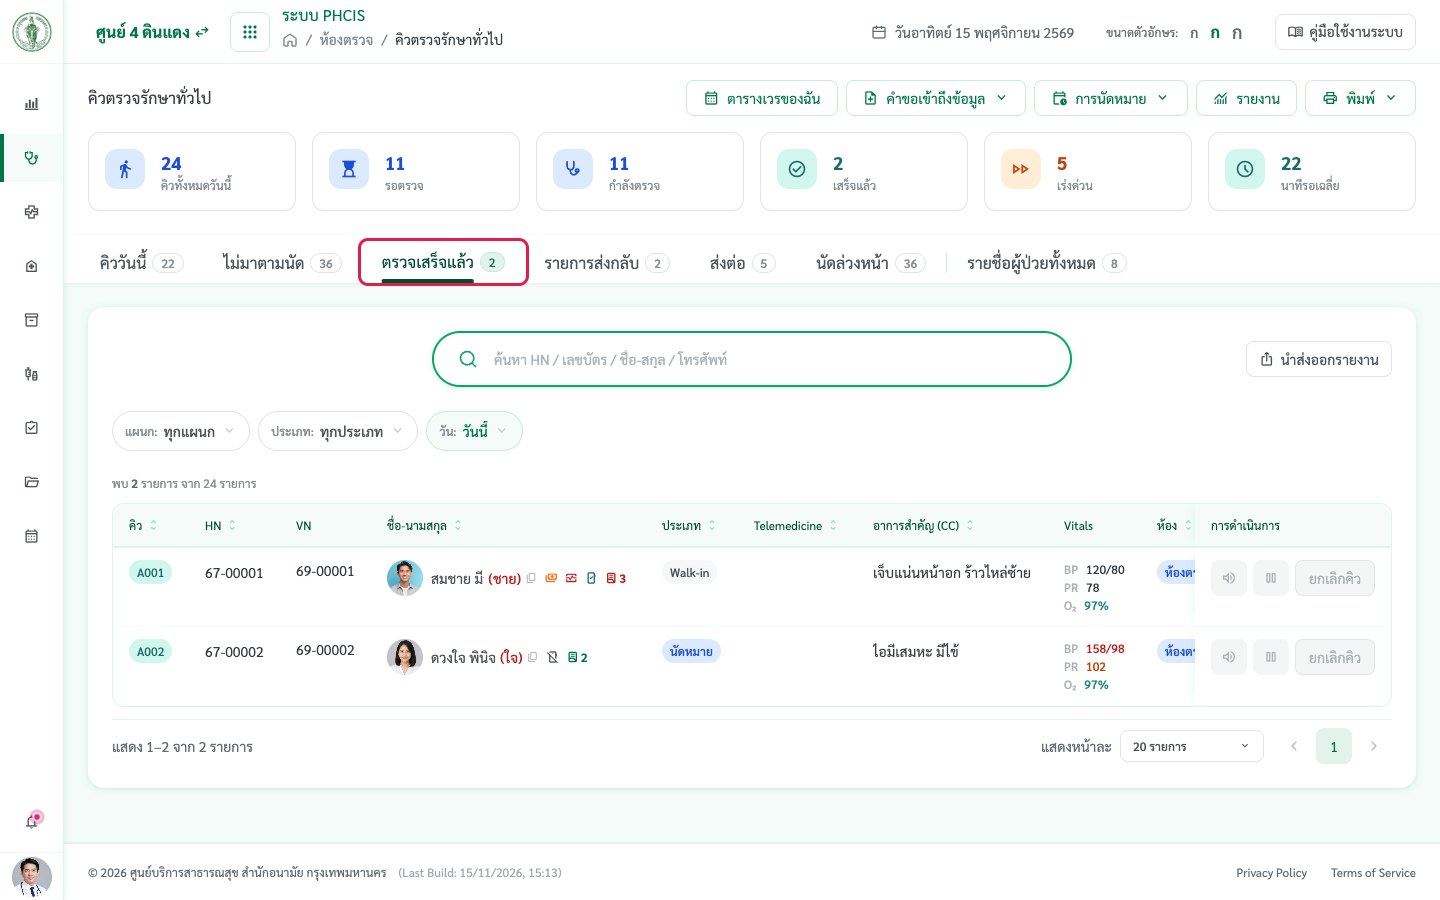 ศูนย์ 4 ดินแดง
ระบบ PHCIS
/ ห้องตรวจ / คิวตรวจรักษาทั่วไป
วันอาทิตย์ 15 พฤศจิกายน 2569
ขนาดตัวอักษร: ก ก ก
คู่มือใช้งานระบบ
คิวตรวจรักษาทั่วไป
ตารางเวรของฉัน
คำขอเข้าถึงข้อมูล
การนัดหมาย
รายงาน
พิมพ์
24
คิวทั้งหมดวันนี้
11
รอตรวจ
11
กำลังตรวจ
2
เสร็จแล้ว
5
เร่งด่วน
22
นาทีรอเฉลี่ย
คิววันนี้ 22
ไม่มาตามนัด 36
ตรวจเสร็จแล้ว 2
รายการส่งกลับ 2
ส่งต่อ 5
นัดล่วงหน้า 36
รายชื่อผู้ป่วยทั้งหมด 8
ค้นหา HN / เลขบัตร / ชื่อ-สกุล / โทรศัพท์
นำส่งออกรายงาน
แผนก: ทุกแผนก
ประเภท: ทุกประเภท
วัน: วันนี้
พบ 2 รายการ จาก 24 รายการ
คิว HN VN ชื่อ-นามสกุล ประเภท Telemedicine อาการสำคัญ (CC) Vitals ห้อง การดำเนินการ
A001 67-00001 69-00001 สมชาย มี (ชาย) 3 Walk-in เจ็บแน่นหน้าอก ร้าวไหล่ซ้าย BP 120/80 ห้องตร ยกเลิกคิว
PR 78
O₂ 97%
A002 67-00002 69-00002 ดวงใจ พินิจ (ใจ) 2 นัดหมาย ไอมีเสมหะ มีไข้ BP 158/98 ห้องตร ยกเลิกคิว
PR 102
O₂ 97%
แสดง 1–2 จาก 2 รายการ
แสดงหน้าละ 20 รายการ 1
© 2026 ศูนย์บริการสาธารณสุข สำนักอนามัย กรุงเทพมหานคร (Last Build: 15/11/2026, 15:13)
Privacy Policy Terms of Service